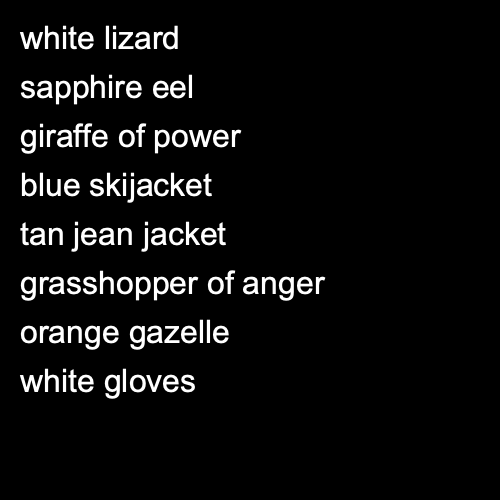 white lizard
sapphire eel
giraffe of power
blue skijacket
tan jean jacket
grasshopper of anger
orange gazelle
white gloves